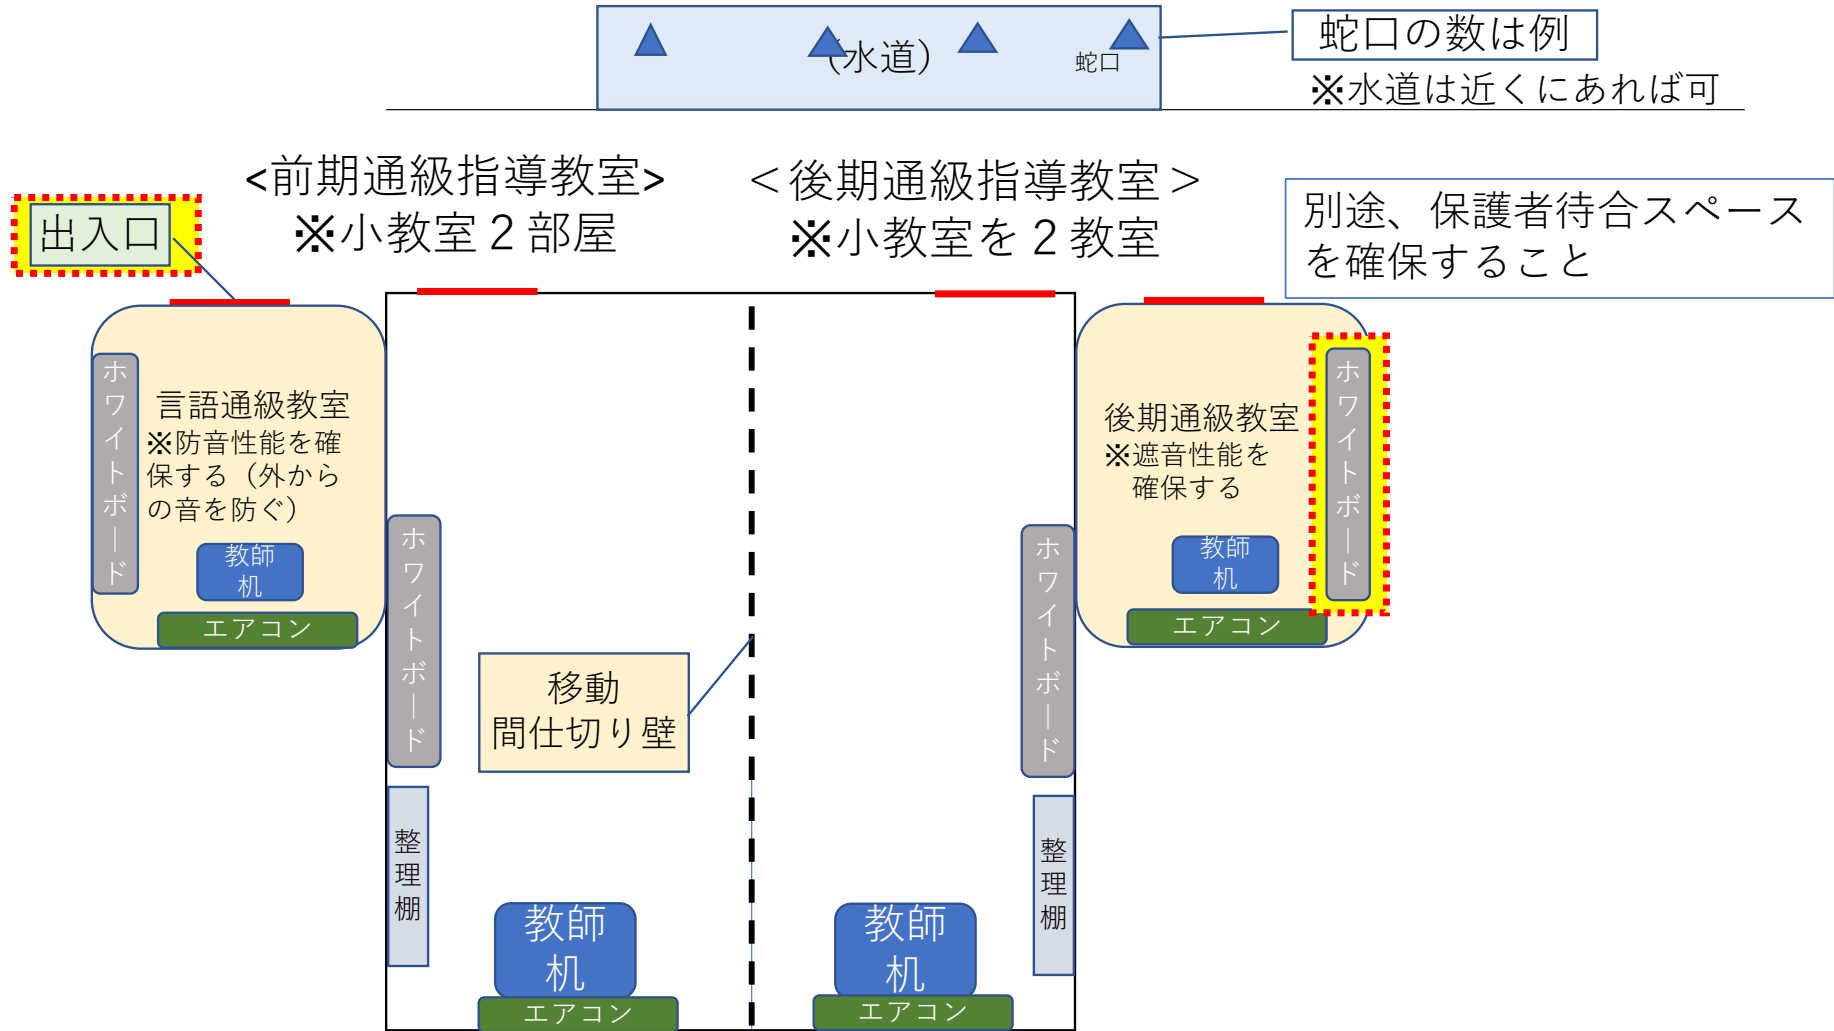 (水道)
蛇口
蛇口の数は例
※水道は近くにあれば可
<前期通級指導教室>
※小教室２部屋
＜後期通級指導教室＞
※小教室を２教室
別途、保護者待合スペース
を確保すること
出入口
ホワイトボード
言語通級教室
※防音性能を確
保する（外から
の音を防ぐ）
教師
机
エアコン
ホワイトボード
整理棚
移動
間仕切り壁
教師
机
エアコン
ホワイトボード
整理棚
教師
机
エアコン
後期通級教室
※遮音性能を
確保する
教師
机
エアコン
ホワイトボード